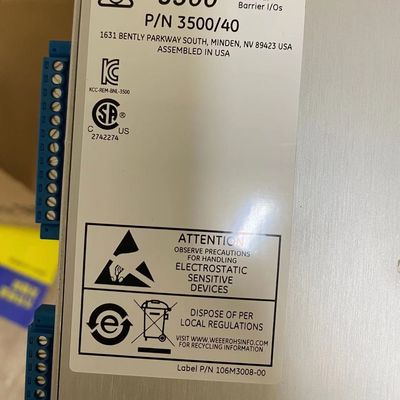 3500
Barrier I/Os
P/N 3500/40
1631 BENTLY PARKWAY SOUTH, MINDEN, NV 89423 USA
ASSEMBLED IN USA
KCC-REM-BNL-3500
C US
2742274
ATTENTION
OBSERVE PRECAUTIONS
FOR HANDLING
ELECTROSTATIC
SENSITIVE
DEVICES
DISPOSE OF PER
LOCAL REGULATIONS
VISIT WWW.WEEEROHSINFO.COM
FOR RECYCLING INFORMATION
Label P/N 106M3008-00